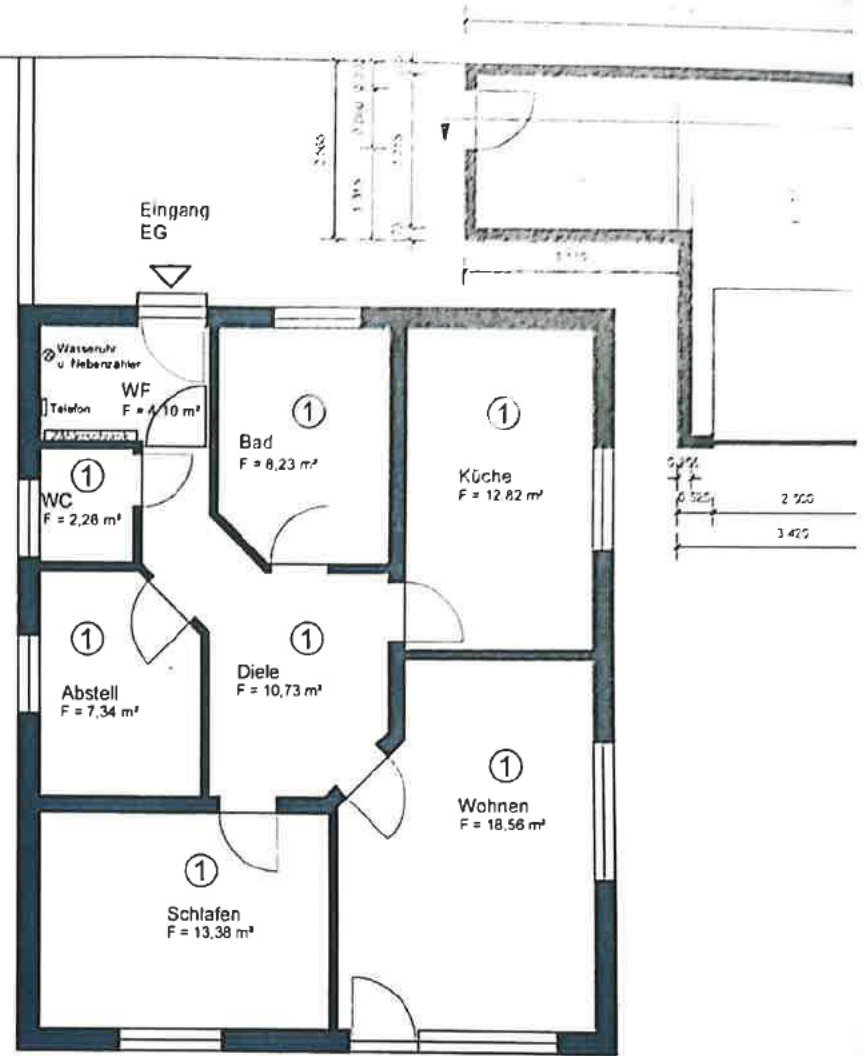 Eingang
EG
Wasseruhr
u. Nebenzähler
WF
F = 4,10 m²
Telefon
1
Bad
F = 8,23 m²
1
Küche
F = 12,82 m²
1
WC
F = 2,26 m²
2 500
3.420
1
Abstell
F = 7,34 m²
1
Diele
F = 10,73 m²
1
Wohnen
F = 18,56 m²
1
Schlafen
F = 13,38 m²